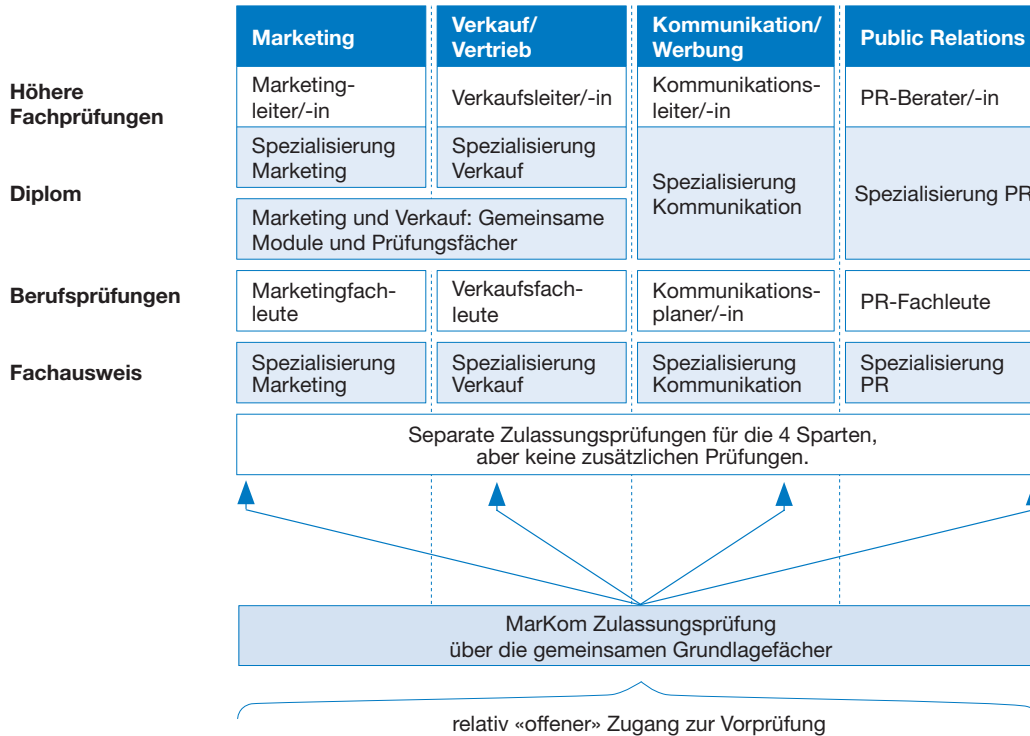 Marketing
Verkauf/
Vertrieb
Kommunikation/
Werbung
Public Relations
Höhere
Fachprüfungen
Marketing-
leiter/-in
Verkaufsleiter/-in
Kommunikations-
leiter/-in
PR-Berater/-in
Diplom
Spezialisierung
Marketing
Spezialisierung
Verkauf
Spezialisierung
Kommunikation
Spezialisierung PR
Marketing und Verkauf: Gemeinsame
Module und Prüfungsfächer
Berufsprüfungen
Marketingfach-
leute
Verkaufsfach-
leute
Kommunikations-
planer/-in
PR-Fachleute
Fachausweis
Spezialisierung
Marketing
Spezialisierung
Verkauf
Spezialisierung
Kommunikation
Spezialisierung
PR
Separate Zulassungsprüfungen für die 4 Sparten,
aber keine zusätzlichen Prüfungen.
MarKom Zulassungsprüfung
über die gemeinsamen Grundlagefächer
relativ «offener» Zugang zur Vorprüfung